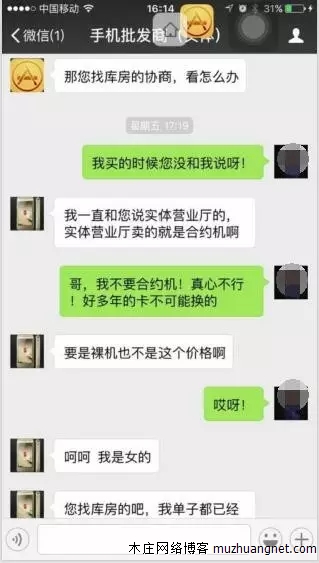 中国移动 16:14 31%
微信(1) 手机批发商
那您找库房的协商，看怎么办
星期五 17:19
我买的时候您没和我说呀！
我一直和您说实体营业厅的，
实体营业厅卖的就是合约机啊
哥，我不要合约机！真心不行
！好多年的卡不可能换的
要是裸机也不是这个价格啊
哎呀！
呵呵 我是女的
您找库房的吧，我单子都已经
木庄网络博客 muzhuangnet.com